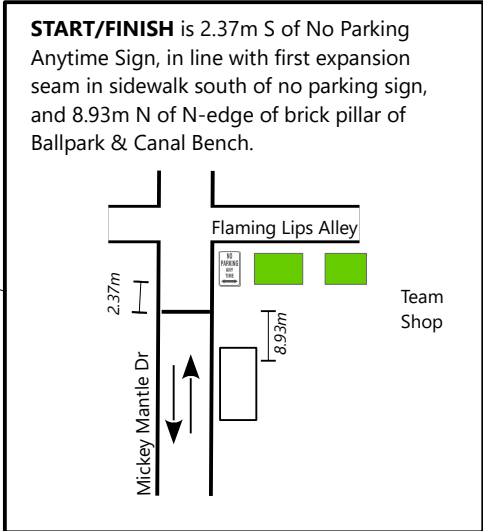 START/FINISH is 2.37m S of No Parking
Anytime Sign, in line with first expansion
seam in sidewalk south of no parking sign,
and 8.93m N of N-edge of brick pillar of
Ballpark & Canal Bench.
Flaming Lips Alley
NO
PARKING
ANY
TIME
2.37m
Team
Shop
8.93m
Mickey Mantle Dr